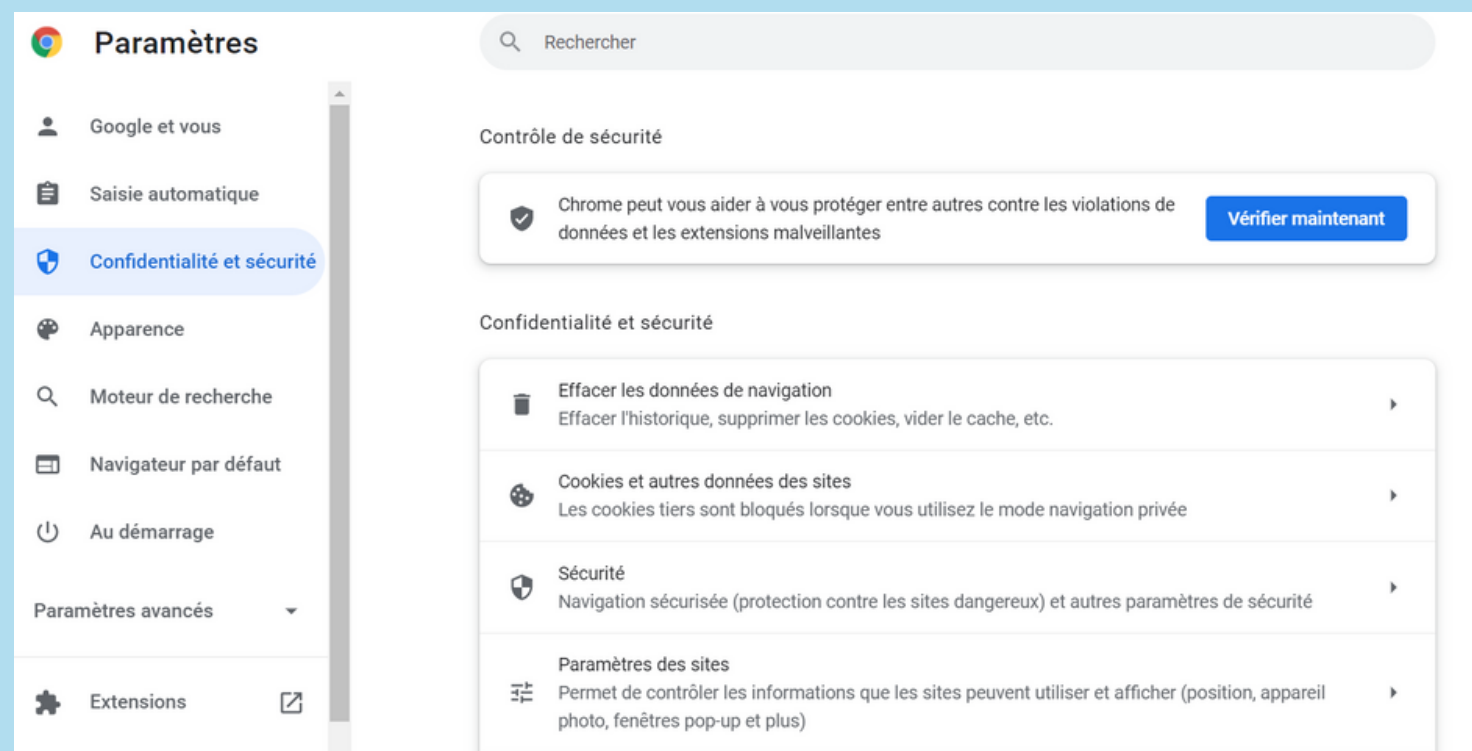 Paramètres
Rechercher
Google et vous
Saisie automatique
Confidentialité et sécurité
Apparence
Moteur de recherche
Navigateur par défaut
Au démarrage
Paramètres avancés
Extensions
Contrôle de sécurité
Chrome peut vous aider à vous protéger entre autres contre les violations de
données et les extensions malveillantes
Vérifier maintenant
Confidentialité et sécurité
Effacer les données de navigation
Effacer l'historique, supprimer les cookies, vider le cache, etc.
Cookies et autres données des sites
Les cookies tiers sont bloqués lorsque vous utilisez le mode navigation privée
Sécurité
Navigation sécurisée (protection contre les sites dangereux) et autres paramètres de sécurité
Paramètres des sites
Permet de contrôler les informations que les sites peuvent utiliser et afficher (position, appareil
photo, fenêtres pop-up et plus)